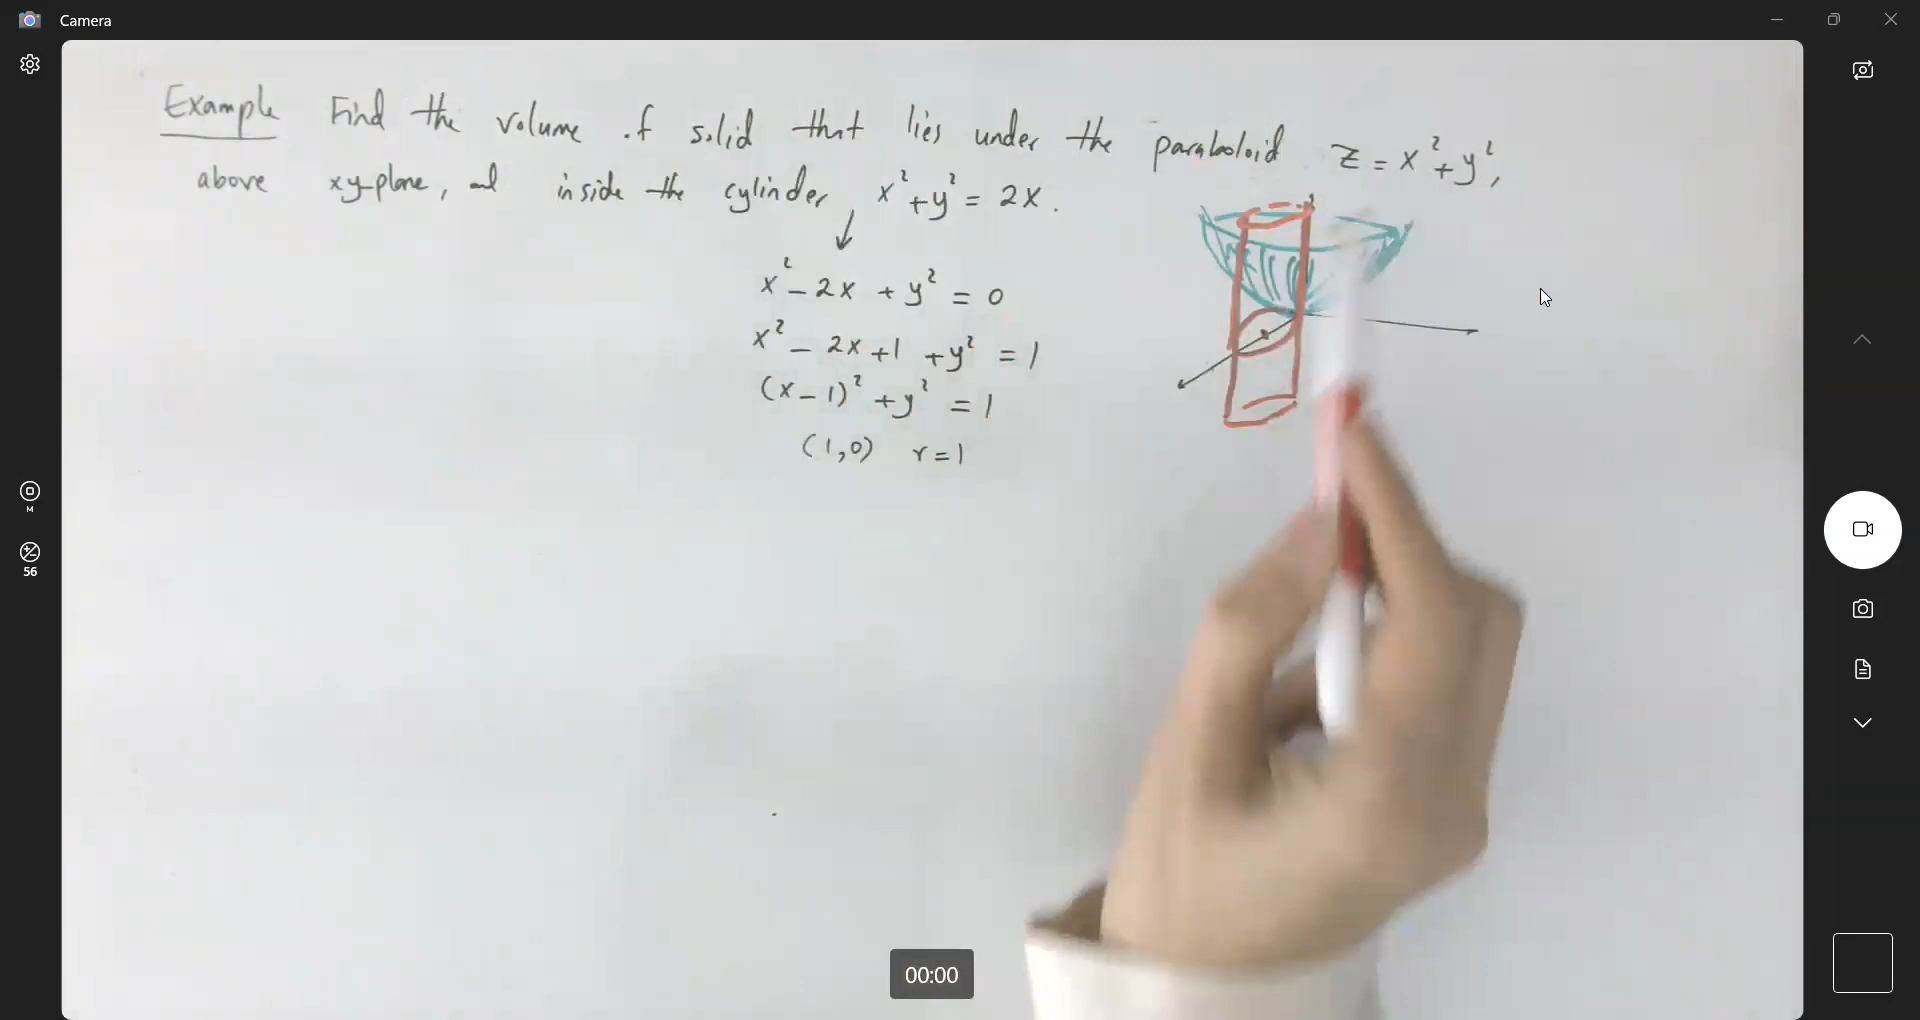 Camera
Example Find the volume of solid that lies under the paraboloid z = x² + y²,
above xy-plane, and inside the cylinder x² + y² = 2x.
x² - 2x + y² = 0
x² - 2x + 1 + y² = 1
(x - 1)² + y² = 1
(1,0) r = 1
M
56
00:00